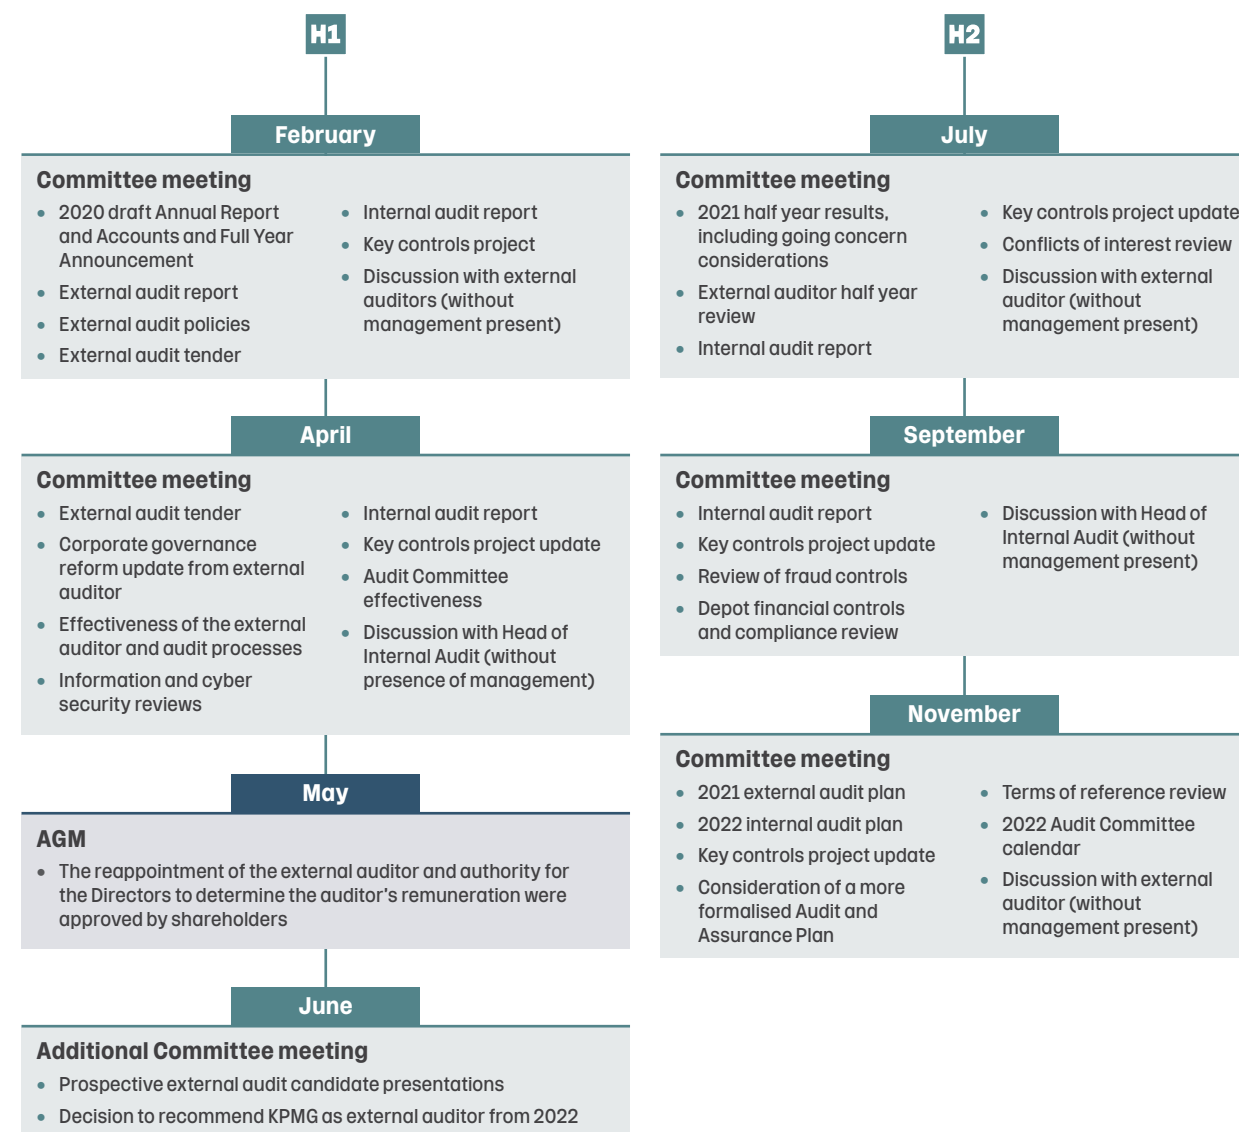 H1
February
Committee meeting
2020 draft Annual Report
and Accounts and Full Year
Announcement
External audit report
External audit policies
External audit tender
Internal audit report
Key controls project
Discussion with external
auditors (without
management present)
April
Committee meeting
External audit tender
Corporate governance
reform update from external
auditor
Effectiveness of the external
auditor and audit processes
Information and cyber
security reviews
Internal audit report
Key controls project update
Audit Committee
effectiveness
Discussion with Head of
Internal Audit (without
presence of management)
May
AGM
The reappointment of the external auditor and authority for
the Directors to determine the auditor's remuneration were
approved by shareholders
June
Additional Committee meeting
Prospective external audit candidate presentations
Decision to recommend KPMG as external auditor from 2022
H2
July
Committee meeting
2021 half year results,
including going concern
considerations
External auditor half year
review
Internal audit report
Key controls project update
Conflicts of interest review
Discussion with external
auditor (without
management present)
September
Committee meeting
Internal audit report
Key controls project update
Review of fraud controls
Depot financial controls
and compliance review
Discussion with Head of
Internal Audit (without
management present)
November
Committee meeting
2021 external audit plan
2022 internal audit plan
Key controls project update
Consideration of a more
formalised Audit and
Assurance Plan
Terms of reference review
2022 Audit Committee
calendar
Discussion with external
auditor (without
management present)